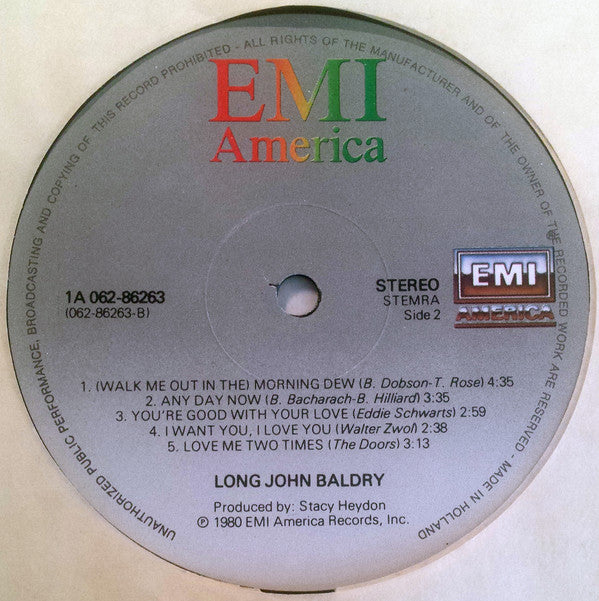 UNAUTHORIZED PUBLIC PERFORMANCE, BROADCASTING AND COPYING OF THIS RECORD PROHIBITED - ALL RIGHTS OF THE MANUFACTURER AND OF THE OWNER OF THE RECORDED WORK ARE RESERVED - MADE IN HOLLAND
EMI
America
1A 062-86263
(062-86263-B)
STEREO
STEMRA
Side 2
EMI
AMERICA
1. (WALK ME OUT IN THE) MORNING DEW (B. Dobson-T. Rose) 4:35
2. ANY DAY NOW (B. Bacharach-B. Hilliard) 3:35
3. YOU'RE GOOD WITH YOUR LOVE (Eddie Schwarts) 2:59
4. I WANT YOU, I LOVE YOU (Walter Zwol) 2:38
5. LOVE ME TWO TIMES (The Doors) 3:13
LONG JOHN BALDRY
Produced by: Stacy Heydon
℗ 1980 EMI America Records, Inc.